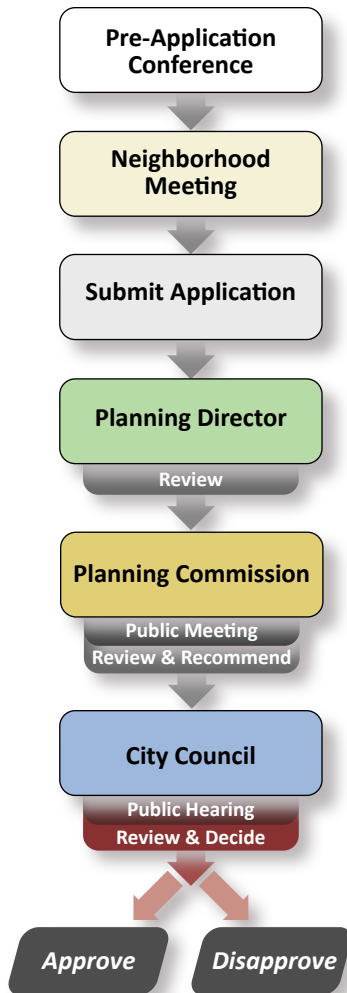 Pre-Application
Conference
Neighborhood
Meeting
Submit Application
Planning Director
Review
Planning Commission
Public Meeting
Review & Recommend
City Council
Public Hearing
Review & Decide
Approve
Disapprove